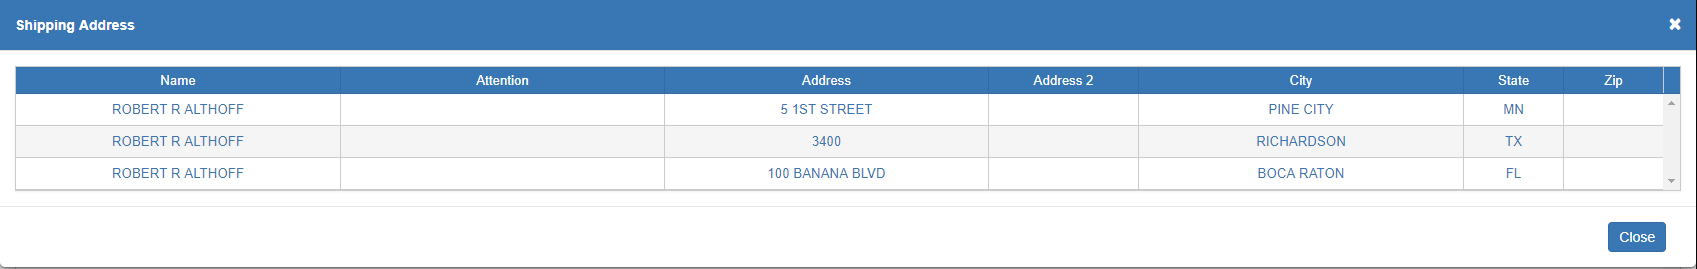 Shipping Address
Name Attention Address Address 2 City State Zip
ROBERT R ALTHOFF 5 1ST STREET PINE CITY MN
ROBERT R ALTHOFF 3400 RICHARDSON TX
ROBERT R ALTHOFF 100 BANANA BLVD BOCA RATON FL
Close